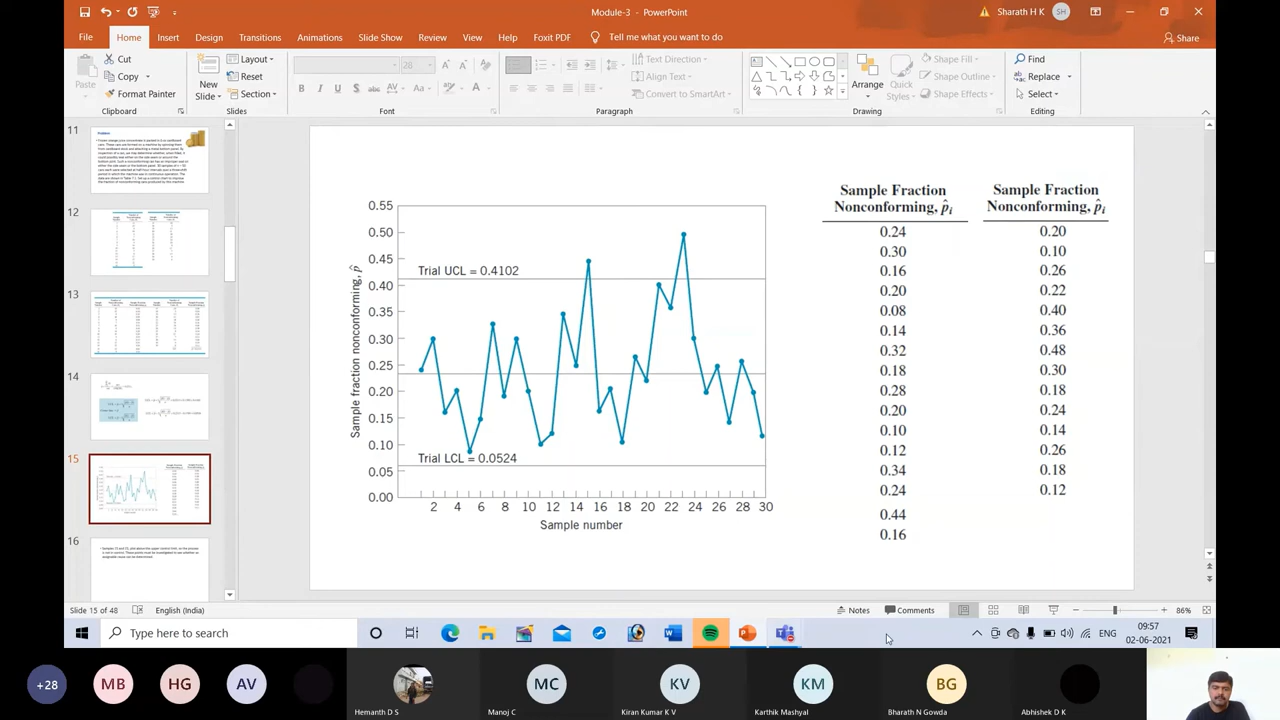 Module-3 - PowerPoint
Sharath H K
SH
File
Home
Insert
Design
Transitions
Animations
Slide Show
Review
View
Help
Foxit PDF
Tell me what you want to do
Share
Paste
Cut
Copy
Format Painter
Clipboard
New Slide
Layout
Reset
Section
Slides
28
B I U S abc AV Aa A
Font
Text Direction
Align Text
Convert to SmartArt
Paragraph
Arrange
Quick Styles
Shape Fill
Shape Outline
Shape Effects
Drawing
Find
Replace
Select
Editing
11
Problem
12
13
14
15
16
0.55
0.50
0.45
0.40
0.35
0.30
0.25
0.20
0.15
0.10
0.05
0.00
Sample fraction nonconforming, p̂
Trial UCL = 0.4102
Trial LCL = 0.0524
2 4 6 8 10 12 14 16 18 20 22 24 26 28 30
Sample number
Sample Fraction
Nonconforming, p̂i
0.24
0.30
0.16
0.20
0.08
0.14
0.32
0.18
0.28
0.20
0.10
0.12
0.34
0.24
0.44
0.16
Sample Fraction
Nonconforming, p̂i
0.20
0.10
0.26
0.22
0.40
0.36
0.48
0.30
0.18
0.24
0.14
0.26
0.18
0.12
Slide 15 of 48
English (India)
Notes
Comments
86%
Type here to search
ENG
09:57
02-06-2021
+28
MB
HG
AV
Hemanth D S
MC
Manoj C
KV
Kiran Kumar K V
KM
Karthik Mashyal
BG
Bharath N Gowda
Abhishek D K